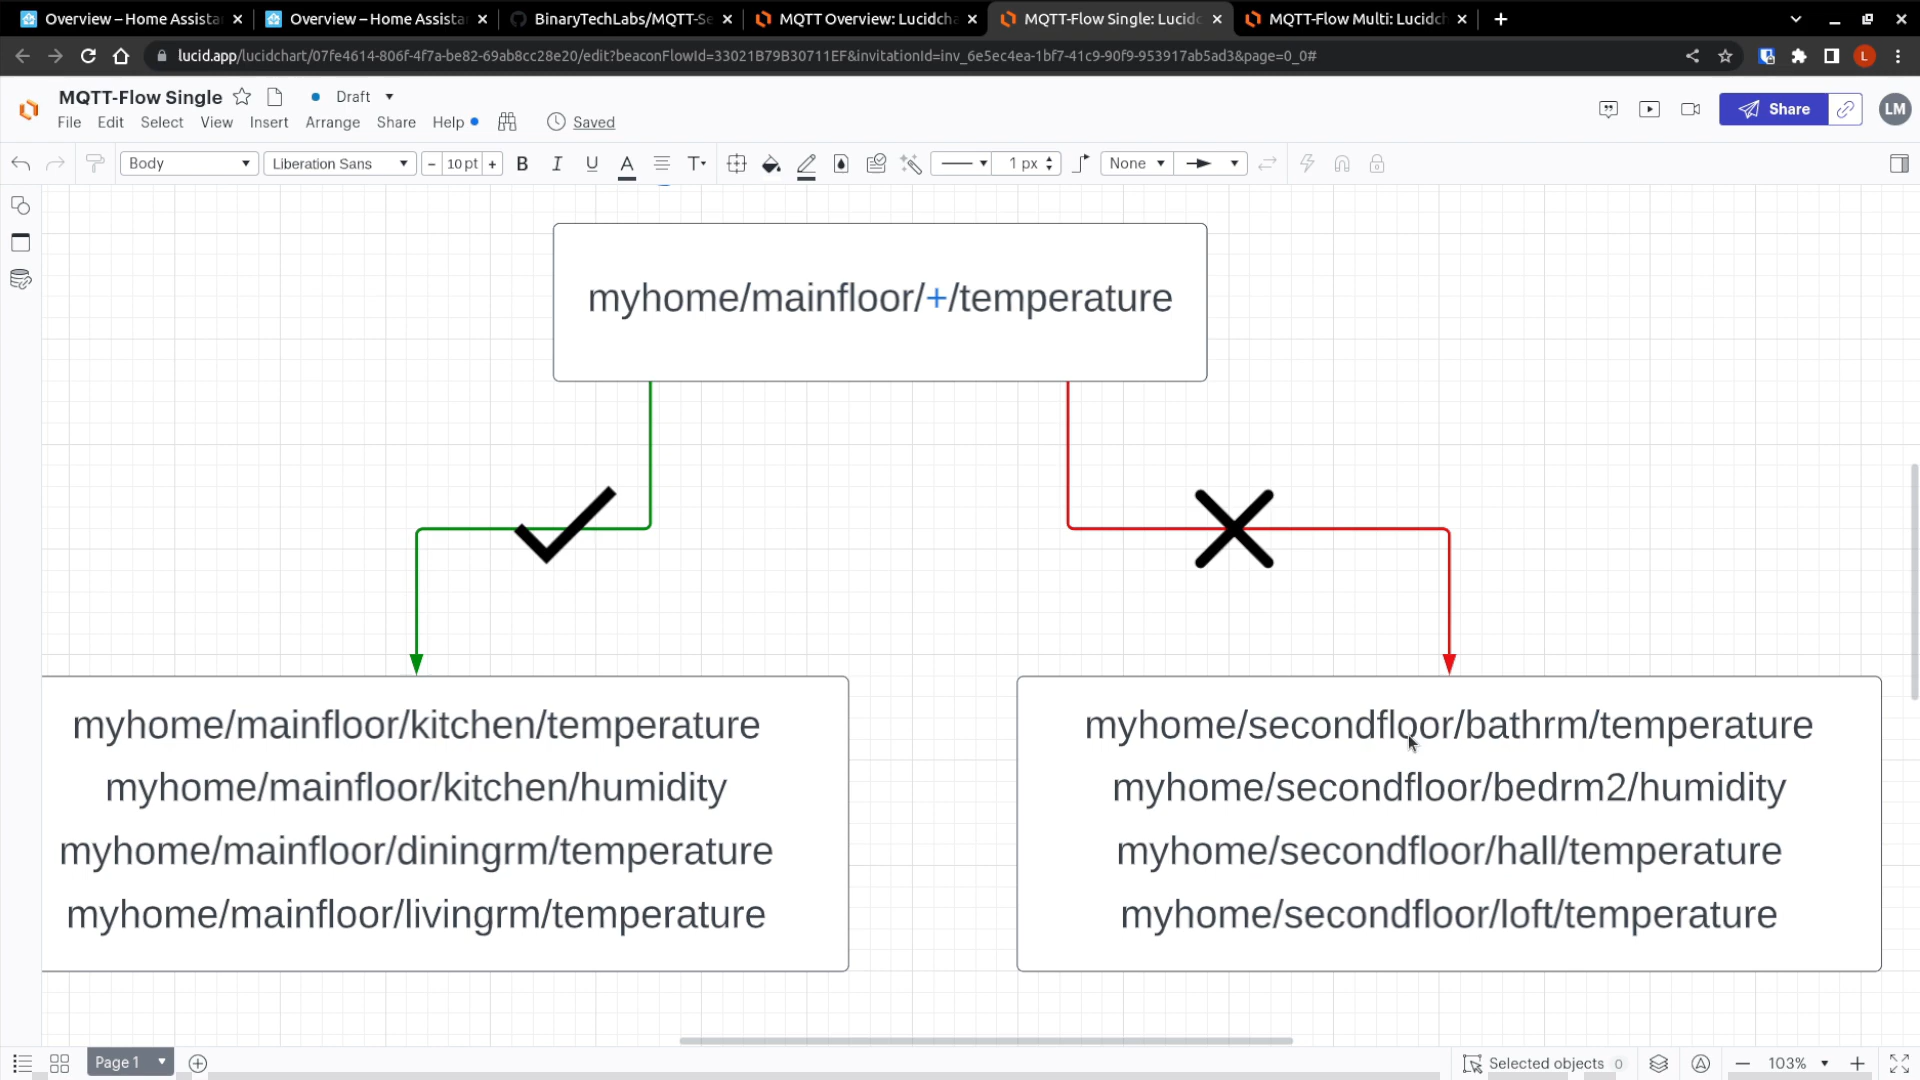 Overview – Home Assista
Overview – Home Assista
BinaryTechLabs/MQTT-Se
MQTT Overview: Lucidcha
MQTT-Flow Single: Lucidc
MQTT-Flow Multi: Lucidch
lucid.app/lucidchart/07fe4614-806f-4f7a-be82-69ab8cc28e20/edit?beaconFlowId=33021B79B30711EF&invitationId=inv_6e5ec4ea-1bf7-41c9-90f9-953917ab5ad3&page=0_0#
L
MQTT-Flow Single
Draft
File Edit Select View Insert Arrange Share Help
Saved
Share
LM
Body
Liberation Sans
10 pt
B I U A T
1 px
None
myhome/mainfloor/+/temperature
myhome/mainfloor/kitchen/temperature
myhome/mainfloor/kitchen/humidity
myhome/mainfloor/diningrm/temperature
myhome/mainfloor/livingrm/temperature
myhome/secondfloor/bathrm/temperature
myhome/secondfloor/bedrm2/humidity
myhome/secondfloor/hall/temperature
myhome/secondfloor/loft/temperature
Page 1
Selected objects 0
103%